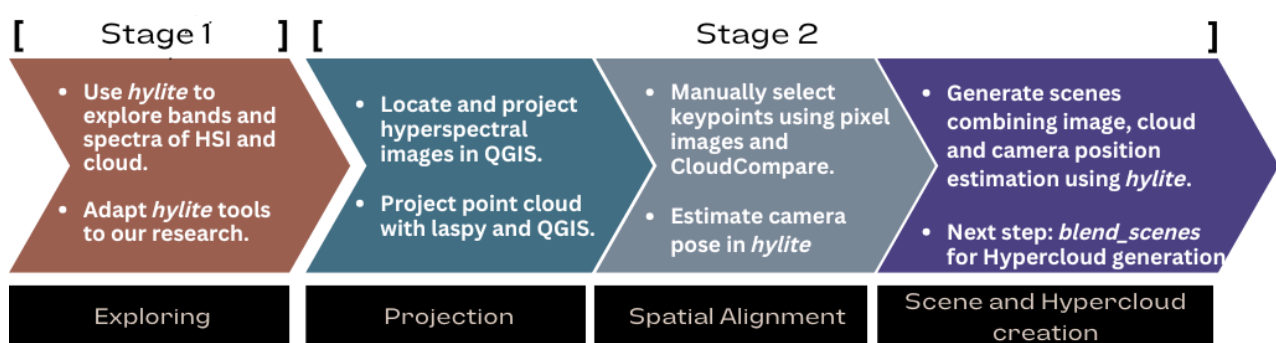 [ Stage 1 ] [ Stage 2 ]
• Use hylite to
explore bands and
spectra of HSI and
cloud.
• Adapt hylite tools
to our research.
• Locate and project
hyperspectral
images in QGIS.
• Project point cloud
with laspy and QGIS.
• Manually select
keypoints using pixel
images and
CloudCompare.
• Estimate camera
pose in hylite
• Generate scenes
combining image, cloud
and camera position
estimation using hylite.
• Next step: blend_scenes
for Hypercloud generation
Exploring
Projection
Spatial Alignment
Scene and Hypercloud
creation